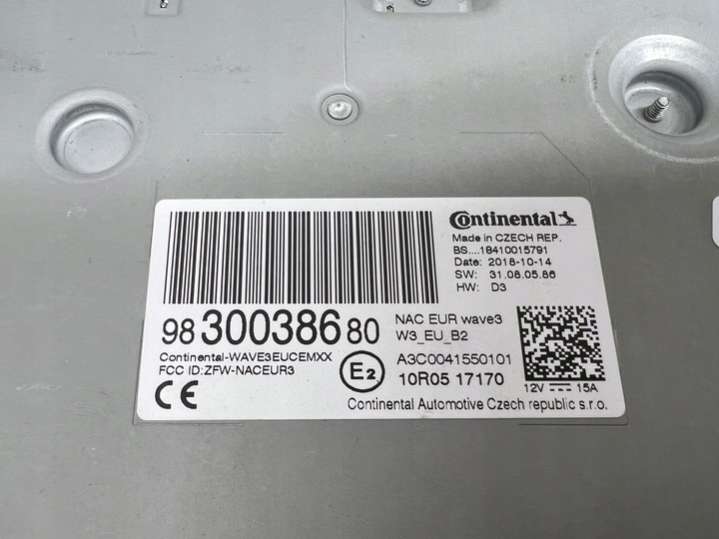 Continental
Made in CZECH REP.
BS....18410015791
Date: 2018-10-14
SW: 31.08.05.86
HW: D3
98 300386 80
NAC EUR wave3
W3_EU_B2
Continental-WAVE3EUCEMXX
FCC ID:ZFW-NACEUR3
E2
A3C0041550101
10R05 17170
12V 15A
CE
Continental Automotive Czech republic s.r.o.